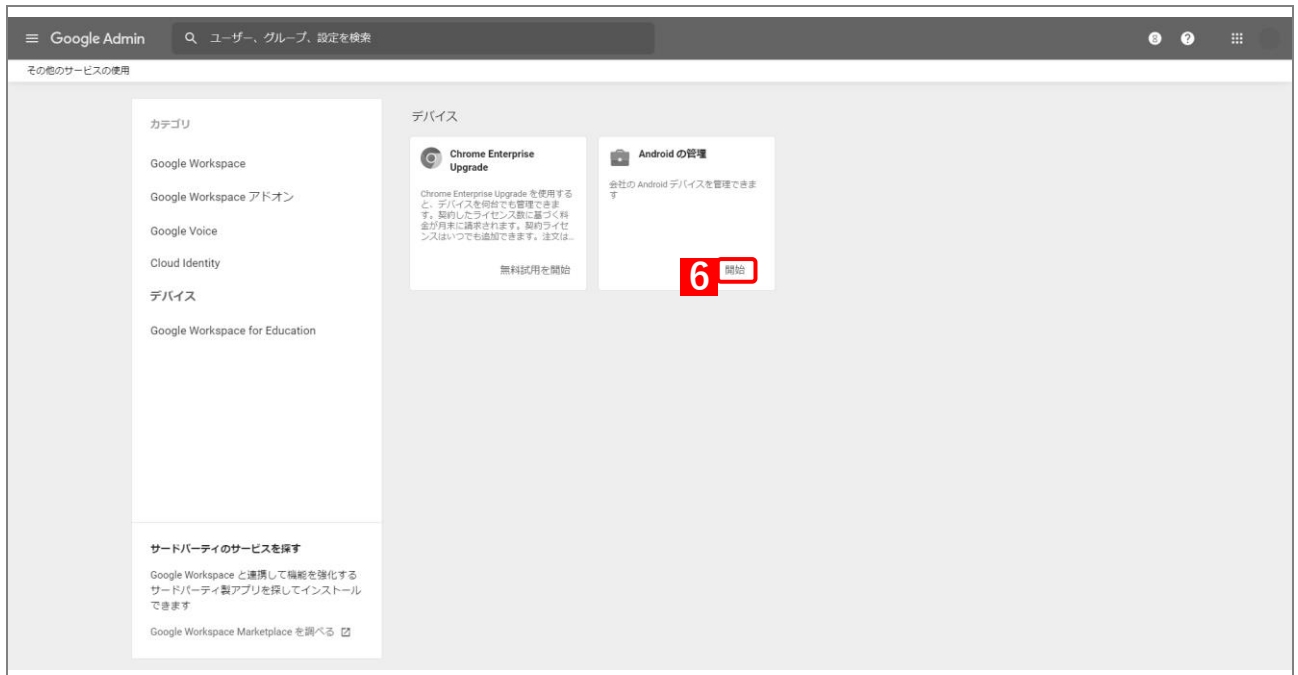 Google Admin
ユーザー、グループ、設定を検索
その他のサービスの使用
カテゴリ
Google Workspace
Google Workspace アドオン
Google Voice
Cloud Identity
デバイス
Google Workspace for Education
サードパーティのサービスを探す
Google Workspace と連携して機能を強化する
サードパーティ製アプリを探してインストール
できます
Google Workspace Marketplace を調べる
デバイス
Chrome Enterprise
Upgrade
Chrome Enterprise Upgrade を使用する
と、デバイスを何台でも管理できま
す。契約したライセンス数に基づく料
金が月末に請求されます。契約ライセ
ンスはいつでも追加できます。注文は...
無料試用を開始
Android の管理
会社の Android デバイスを管理できま
す
6
開始